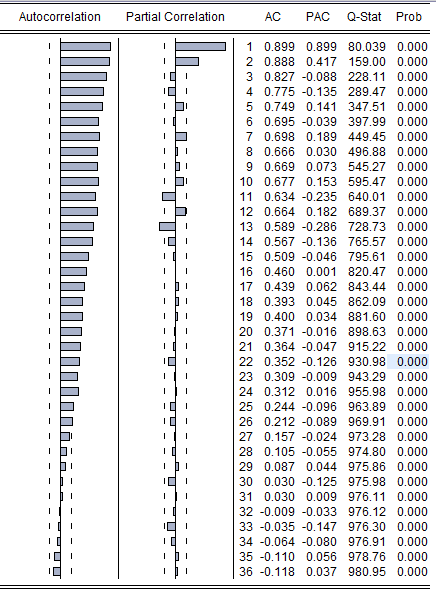 Autocorrelation Partial Correlation AC PAC Q-Stat Prob
1 0.899 0.899 80.039 0.000
2 0.888 0.417 159.00 0.000
3 0.827 -0.088 228.11 0.000
4 0.775 -0.135 289.47 0.000
5 0.749 0.141 347.51 0.000
6 0.695 -0.039 397.99 0.000
7 0.698 0.189 449.45 0.000
8 0.666 0.030 496.88 0.000
9 0.669 0.073 545.27 0.000
10 0.677 0.153 595.47 0.000
11 0.634 -0.235 640.01 0.000
12 0.664 0.182 689.37 0.000
13 0.589 -0.286 728.73 0.000
14 0.567 -0.136 765.57 0.000
15 0.509 -0.046 795.61 0.000
16 0.460 0.001 820.47 0.000
17 0.439 0.062 843.44 0.000
18 0.393 0.045 862.09 0.000
19 0.400 0.034 881.60 0.000
20 0.371 -0.016 898.63 0.000
21 0.364 -0.047 915.22 0.000
22 0.352 -0.126 930.98 0.000
23 0.309 -0.009 943.29 0.000
24 0.312 0.016 955.98 0.000
25 0.244 -0.096 963.89 0.000
26 0.212 -0.089 969.91 0.000
27 0.157 -0.024 973.28 0.000
28 0.105 -0.055 974.80 0.000
29 0.087 0.044 975.86 0.000
30 0.030 -0.125 975.98 0.000
31 0.030 0.009 976.11 0.000
32 -0.009 -0.033 976.12 0.000
33 -0.035 -0.147 976.30 0.000
34 -0.064 -0.080 976.91 0.000
35 -0.110 0.056 978.76 0.000
36 -0.118 0.037 980.95 0.000